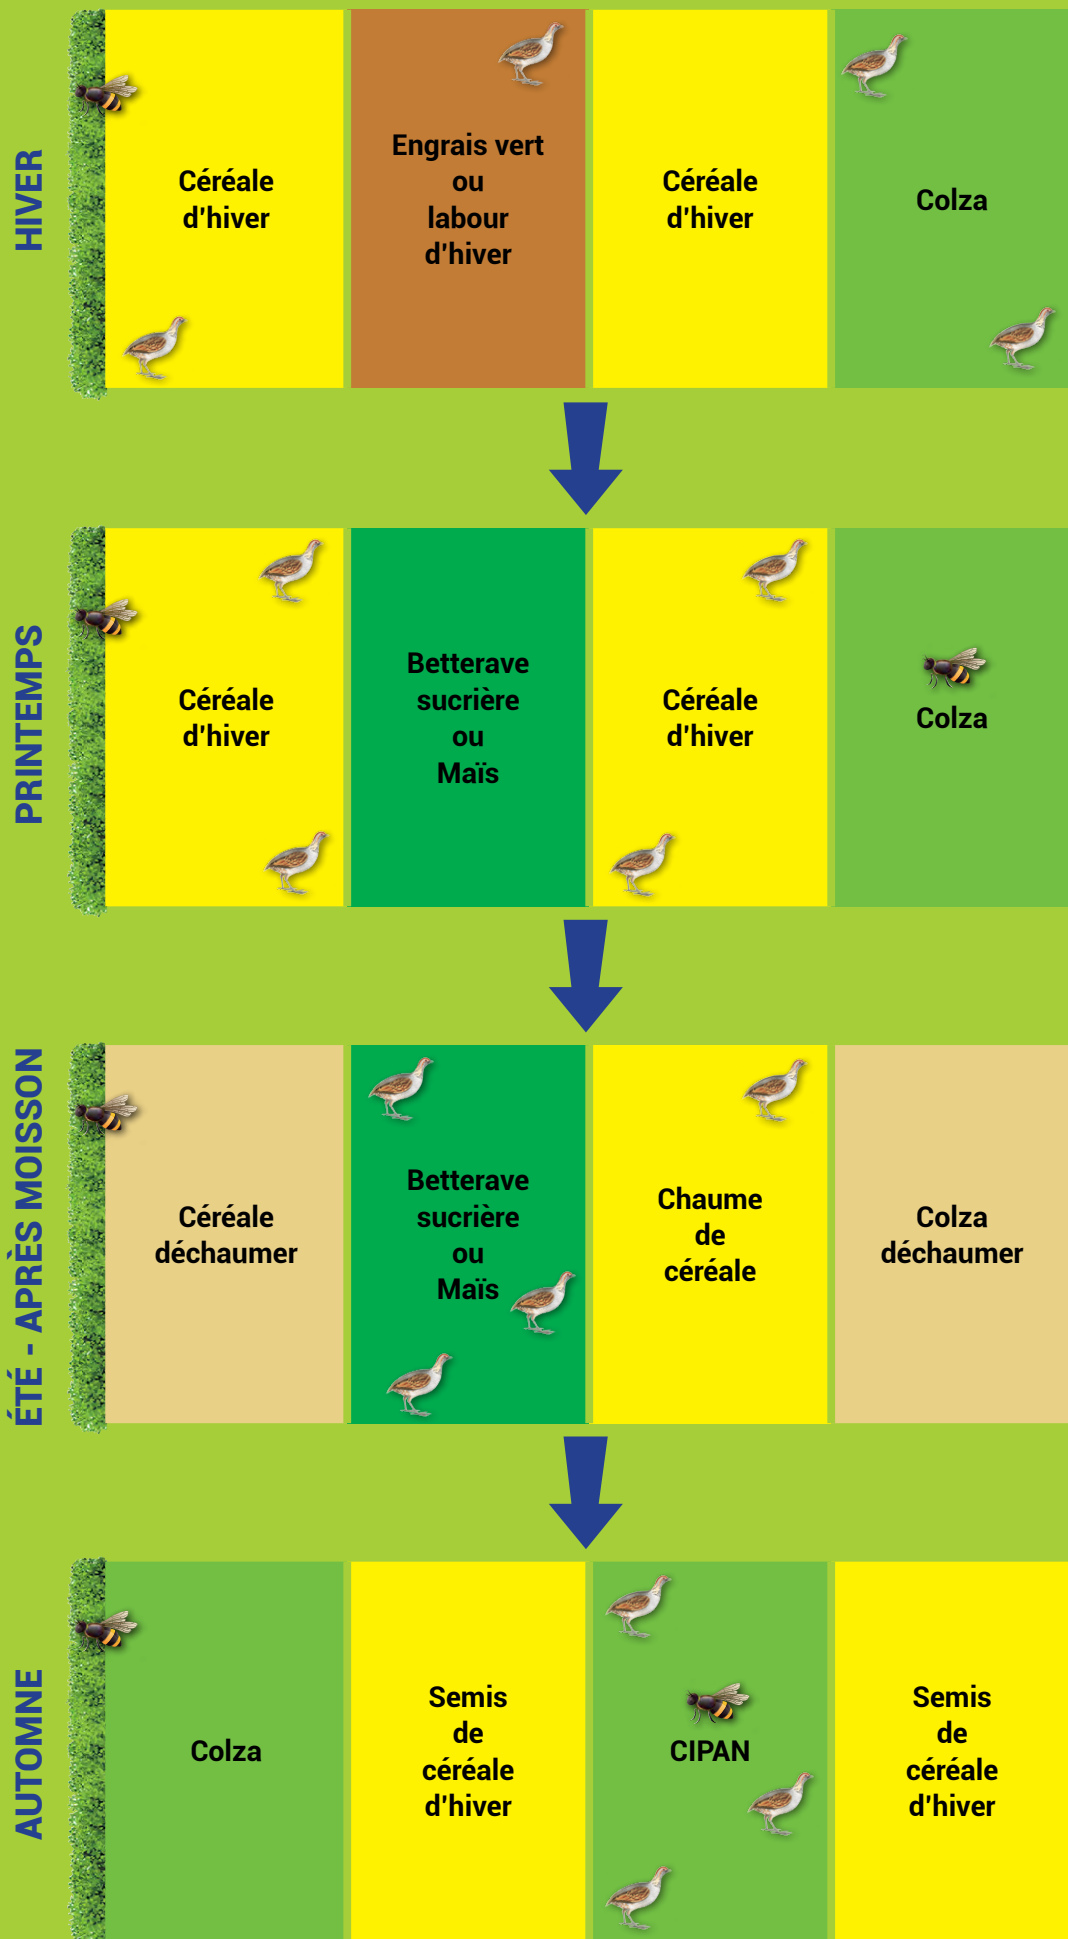 HIVER
Céréale
d'hiver
Engrais vert
ou
labour
d'hiver
Céréale
d'hiver
Colza
PRINTEMPS
Céréale
d'hiver
Betterave
sucrière
ou
Maïs
Céréale
d'hiver
Colza
ÉTÉ - APRÈS MOISSON
Céréale
déchaumer
Betterave
sucrière
ou
Maïs
Chaume
de
céréale
Colza
déchaumer
AUTOMNE
Colza
Semis
de
céréale
d'hiver
CIPAN
Semis
de
céréale
d'hiver